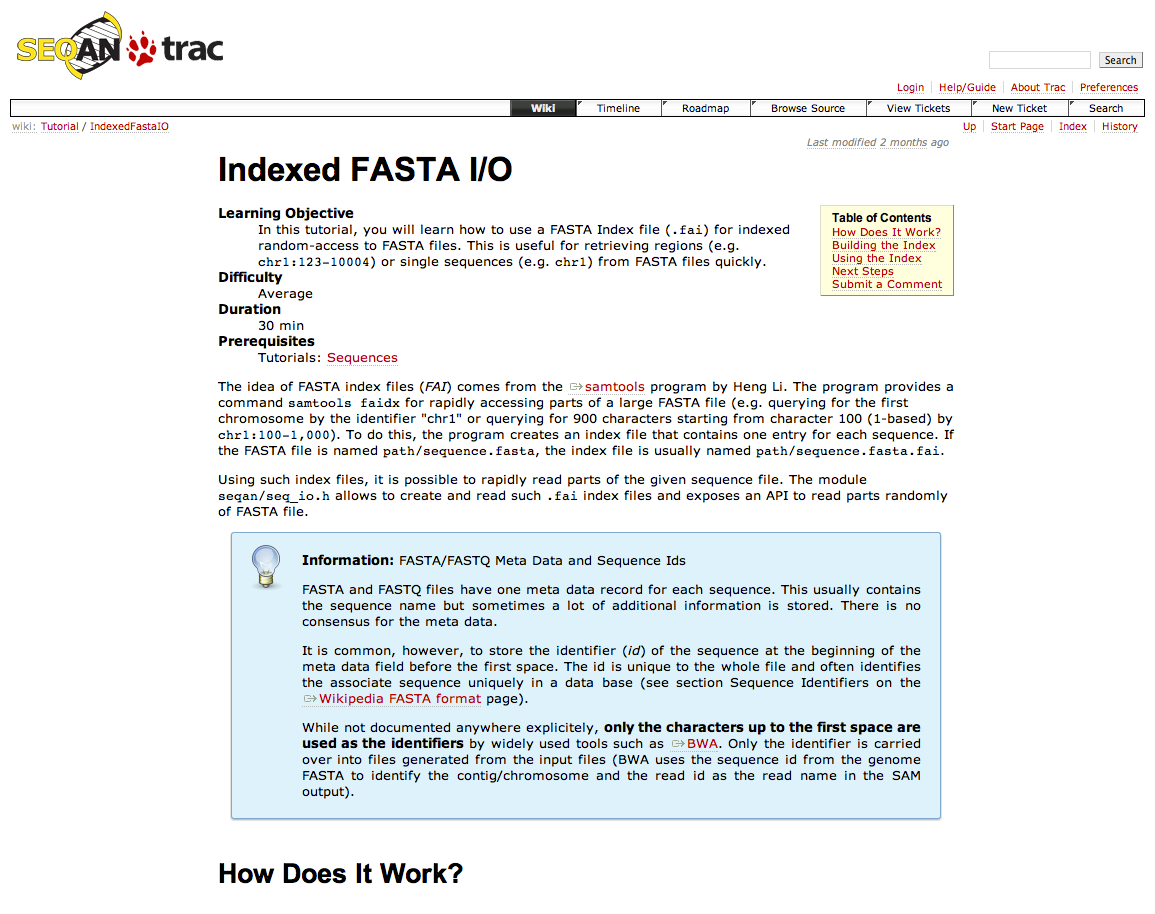 SEQAN trac
Search
Login Help/Guide About Trac Preferences
Wiki Timeline Roadmap Browse Source View Tickets New Ticket Search
wiki: Tutorial / IndexedFastaIO
Up Start Page Index History
Last modified 2 months ago
Indexed FASTA I/O
Learning Objective
In this tutorial, you will learn how to use a FASTA Index file (.fai) for indexed
random-access to FASTA files. This is useful for retrieving regions (e.g.
chr1:123-10004) or single sequences (e.g. chr1) from FASTA files quickly.
Difficulty
Average
Duration
30 min
Prerequisites
Tutorials: Sequences
Table of Contents
How Does It Work?
Building the Index
Using the Index
Next Steps
Submit a Comment
The idea of FASTA index files (FAI) comes from the samtools program by Heng Li. The program provides a
command samtools faidx for rapidly accessing parts of a large FASTA file (e.g. querying for the first
chromosome by the identifier "chr1" or querying for 900 characters starting from character 100 (1-based) by
chr1:100-1,000). To do this, the program creates an index file that contains one entry for each sequence. If
the FASTA file is named path/sequence.fasta, the index file is usually named path/sequence.fasta.fai.
Using such index files, it is possible to rapidly read parts of the given sequence file. The module
seqan/seq_io.h allows to create and read such .fai index files and exposes an API to read parts randomly
of FASTA file.
Information: FASTA/FASTQ Meta Data and Sequence Ids
FASTA and FASTQ files have one meta data record for each sequence. This usually contains
the sequence name but sometimes a lot of additional information is stored. There is no
consensus for the meta data.
It is common, however, to store the identifier (id) of the sequence at the beginning of the
meta data field before the first space. The id is unique to the whole file and often identifies
the associate sequence uniquely in a data base (see section Sequence Identifiers on the
Wikipedia FASTA format page).
While not documented anywhere explicitely, only the characters up to the first space are
used as the identifiers by widely used tools such as BWA. Only the identifier is carried
over into files generated from the input files (BWA uses the sequence id from the genome
FASTA to identify the contig/chromosome and the read id as the read name in the SAM
output).
How Does It Work?